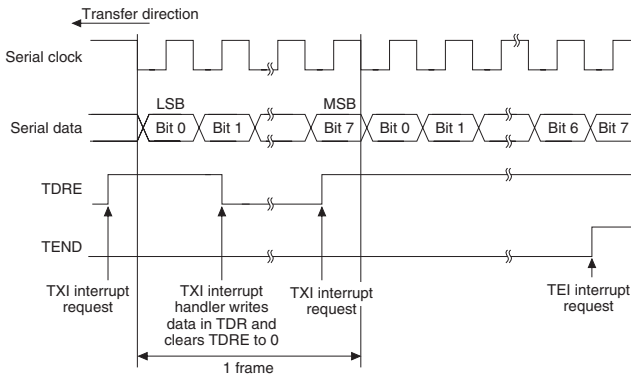 Transfer direction
Serial clock
LSB MSB
Serial data Bit 0 Bit 1 Bit 7 Bit 0 Bit 1 Bit 6 Bit 7
TDRE
TEND
TXI interrupt
request
TXI interrupt
handler writes
data in TDR and
clears TDRE to 0
TXI interrupt
request
TEI interrupt
request
1 frame